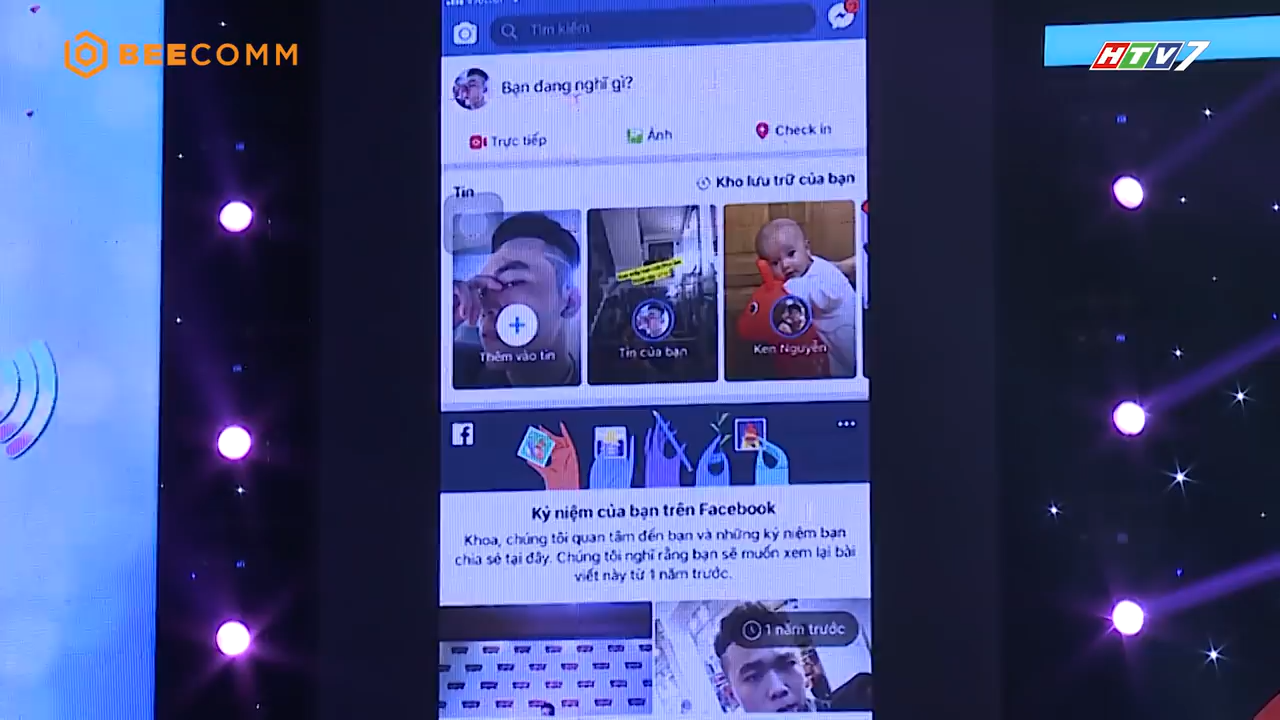 BEECOMM
HTV7
Tìm kiếm
Bạn đang nghĩ gì?
Trực tiếp
Ảnh
Check in
Tin
Kho lưu trữ của bạn
Thêm vào tin
Tin của bạn
Ken Nguyễn
Kỷ niệm của bạn trên Facebook
Khoa, chúng tôi quan tâm đến bạn và những kỷ niệm bạn
chia sẻ tại đây. Chúng tôi nghĩ rằng bạn sẽ muốn xem lại bài
viết này từ 1 năm trước.
1 năm trước